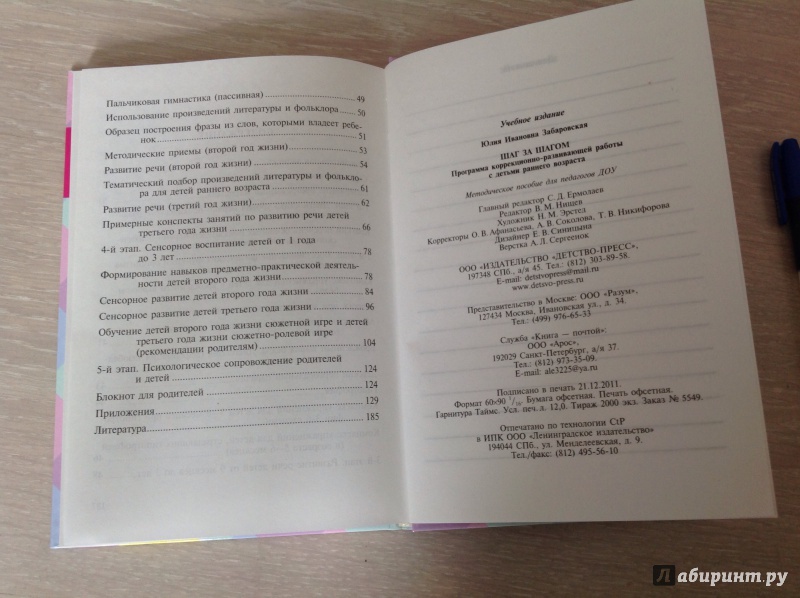 Пальчиковая гимнастика (пассивная) ........ 49
Использование произведений литературы и фольклора ... 50
Образец построения фразы из слов, которыми владеет ребе-
нок ........ 51
Методические приемы (второй год жизни) ........ 53
Развитие речи (второй год жизни) ........ 54
Тематический подбор произведений литературы и фолькло-
ра для детей раннего возраста ........ 61
Развитие речи (третий год жизни) ........ 62
Примерные конспекты занятий по развитию речи детей
третьего года жизни ........ 66
4-й этап. Сенсорное воспитание детей от 1 года
до 3 лет ........ 78
Формирование навыков предметно-практической деятель-
ности детей второго года жизни ........ 78
Сенсорное развитие детей второго года жизни ........ 84
Сенсорное развитие детей третьего года жизни ........ 96
Обучение детей второго года жизни сюжетной игре и детей
третьего года жизни сюжетно-ролевой игре
(рекомендации родителям) ........ 104
5-й этап. Психологическое сопровождение родителей
и детей ........ 124
Блокнот для родителей ........ 124
Приложения ........ 129
Литература ........ 185
Учебное издание
Юлия Ивановна Забаровская
ШАГ ЗА ШАГОМ
Программа коррекционно-развивающей работы
с детьми раннего возраста
Методическое пособие для педагогов ДОУ
Главный редактор С. Д. Ермолаев
Редактор В. М. Нищев
Художник Н. М. Эрстел
Корректоры О. В. Афанасьева, А. В. Соколова, Т. В. Никифорова
Дизайнер Е. В. Синицына
Верстка А. Л. Сергеенок
ООО «ИЗДАТЕЛЬСТВО «ДЕТСТВО-ПРЕСС»,
197348 СПб., а/я 45. Тел.: (812) 303-89-58.
E-mail: detstvopress@mail.ru
www.detsvo-press.ru
Представительство в Москве: ООО «Разум»,
127434 Москва, Ивановская ул., д. 34.
Тел.: (499) 976-65-33
Служба «Книга — почтой»:
ООО «Арос»,
192029 Санкт-Петербург, а/я 37.
Тел.: (812) 973-35-09.
E-mail: ale3225@ya.ru
Подписано в печать 21.12.2011.
Формат 60×90 1/16. Бумага офсетная. Печать офсетная.
Гарнитура Таймс. Усл. печ. л. 12,0. Тираж 2000 экз. Заказ № 5549.
Отпечатано по технологии CtP
в ИПК ООО «Ленинградское издательство»
194044 СПб., ул. Менделеевская, д. 9.
Тел./факс: (812) 495-56-10
Лабиринт.ру